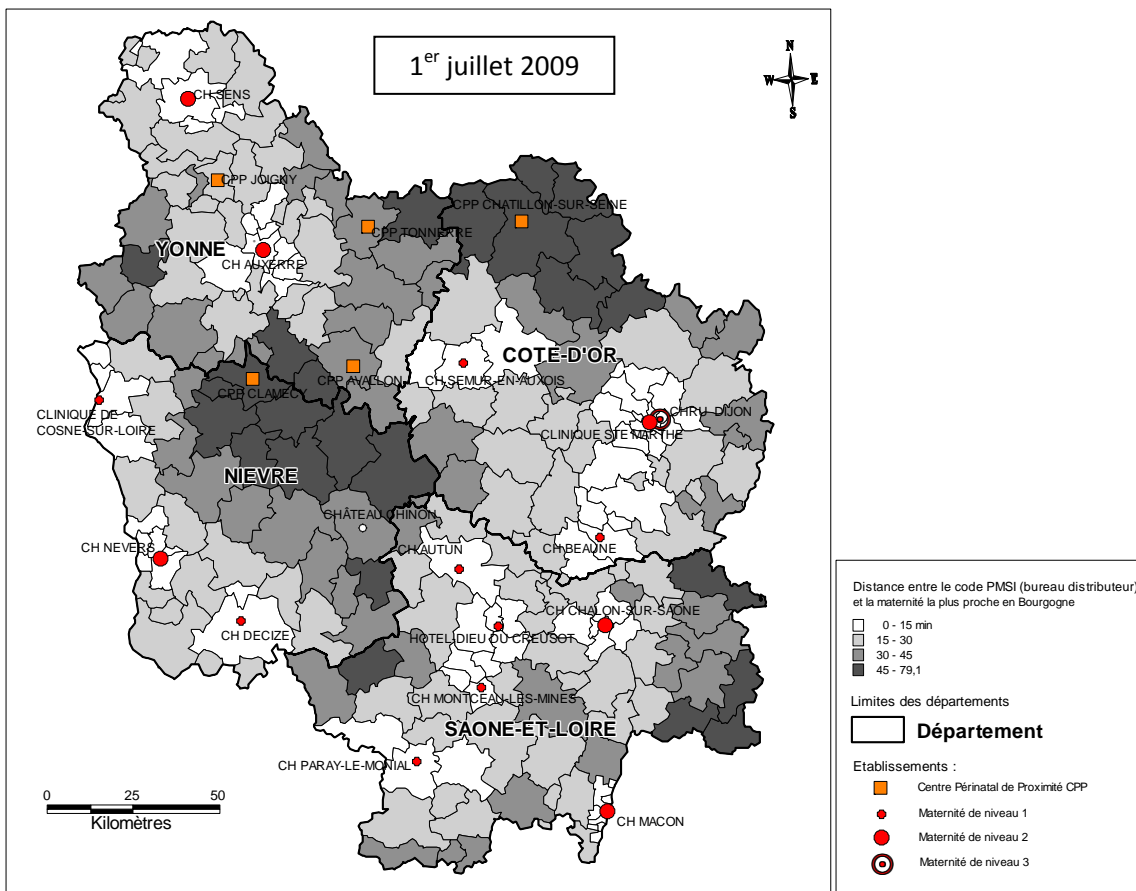 1er juillet 2009
N
W E
S
CH SENS
CPP JOIGNY
CPP CHATILLON-SUR-SEINE
CPP TONNERRE
YONNE
CH AUXERRE
COTE-D'OR
CH SEMUR-EN-AUXOIS
CPP AVALLON
CPP CLAMEC
CLINIQUE DE
COSNE-SUR-LOIRE
CHRU DIJON
CLINIQUE STE MARTHE
NIEVRE
CHÂTEAU CHINON
CH NEVERS
CH AUTUN
CH BEAUNE
CH DECIZE
CH CHALON-SUR-SAONE
HOTEL-DIEU DU CREUSOT
CH MONTCEAU-LES-MINES
SAONE-ET-LOIRE
CH PARAY-LE-MONIAL
CH MACON
0 25 50
Kilomètres
Distance entre le code PMSI (bureau distributeur)
et la maternité la plus proche en Bourgogne
0 - 15 min
15 - 30
30 - 45
45 - 79,1
Limites des départements
Département
Etablissements :
Centre Périnatal de Proximité CPP
Maternité de niveau 1
Maternité de niveau 2
Maternité de niveau 3